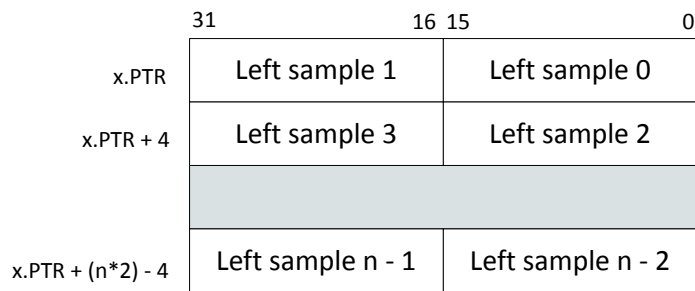 31 16 15 0
x.PTR Left sample 1 Left sample 0
x.PTR + 4 Left sample 3 Left sample 2
x.PTR + (n*2) - 4 Left sample n - 1 Left sample n - 2